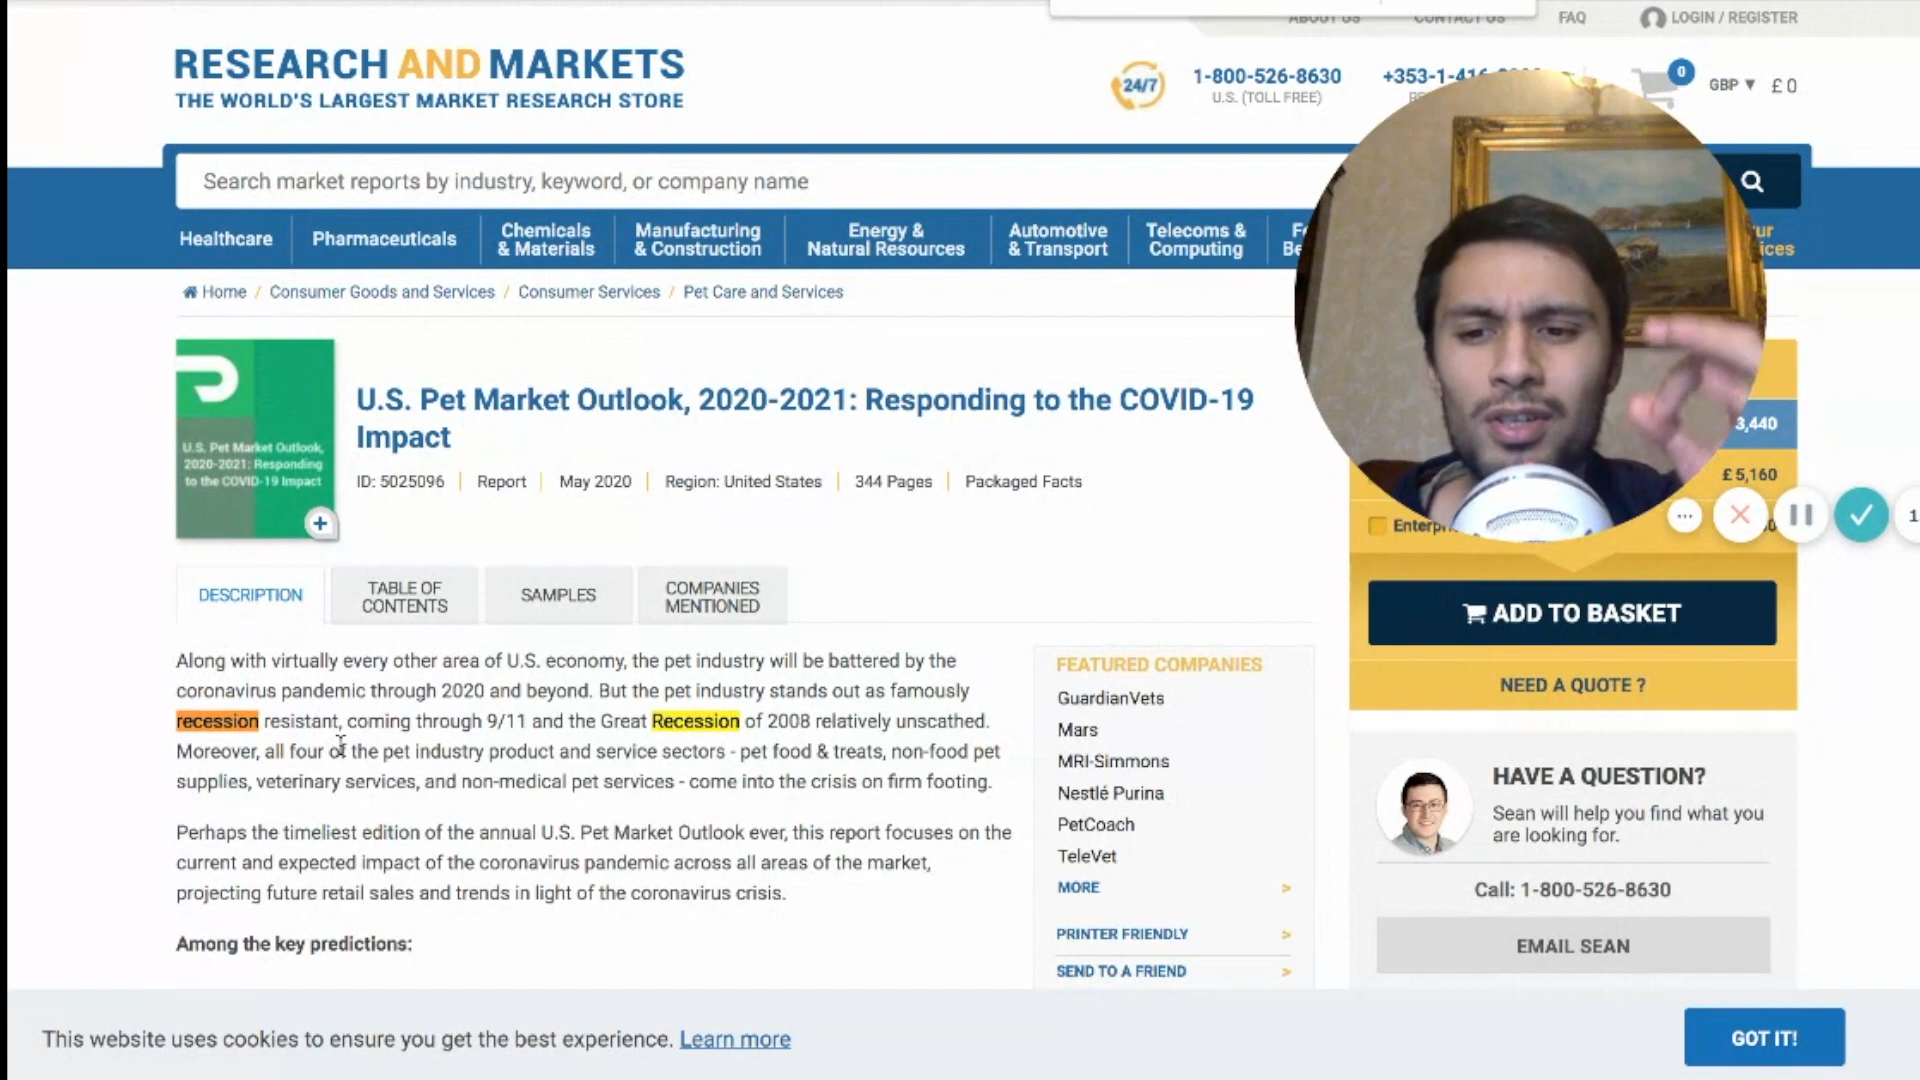 ABOUT US CONTACT US FAQ LOGIN / REGISTER
RESEARCH AND MARKETS
THE WORLD'S LARGEST MARKET RESEARCH STORE
24/7
1-800-526-8630
U.S. (TOLL FREE)
+353-1-416
0
GBP ▼ £0
Search market reports by industry, keyword, or company name
Healthcare
Pharmaceuticals
Chemicals
& Materials
Manufacturing
& Construction
Energy &
Natural Resources
Automotive
& Transport
Telecoms &
Computing
Home / Consumer Goods and Services / Consumer Services / Pet Care and Services
U.S. Pet Market Outlook,
2020-2021: Responding
to the COVID-19 Impact
U.S. Pet Market Outlook, 2020-2021: Responding to the COVID-19
Impact
ID: 5025096 | Report | May 2020 | Region: United States | 344 Pages | Packaged Facts
3,440
£5,160
1
ADD TO BASKET
NEED A QUOTE ?
DESCRIPTION
TABLE OF
CONTENTS
SAMPLES
COMPANIES
MENTIONED
Along with virtually every other area of U.S. economy, the pet industry will be battered by the
coronavirus pandemic through 2020 and beyond. But the pet industry stands out as famously
recession resistant, coming through 9/11 and the Great Recession of 2008 relatively unscathed.
Moreover, all four of the pet industry product and service sectors - pet food & treats, non-food pet
supplies, veterinary services, and non-medical pet services - come into the crisis on firm footing.
Perhaps the timeliest edition of the annual U.S. Pet Market Outlook ever, this report focuses on the
current and expected impact of the coronavirus pandemic across all areas of the market,
projecting future retail sales and trends in light of the coronavirus crisis.
Among the key predictions:
FEATURED COMPANIES
GuardianVets
Mars
MRI-Simmons
Nestlé Purina
PetCoach
TeleVet
MORE >
PRINTER FRIENDLY >
SEND TO A FRIEND >
HAVE A QUESTION?
Sean will help you find what you
are looking for.
Call: 1-800-526-8630
EMAIL SEAN
This website uses cookies to ensure you get the best experience. Learn more
GOT IT!